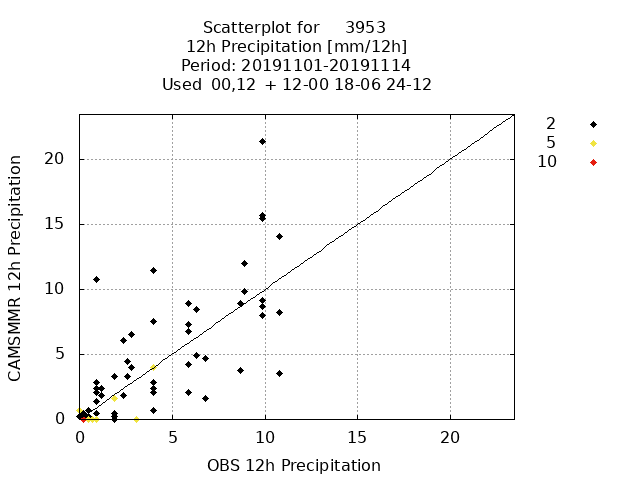 Scatterplot for 3953
12h Precipitation [mm/12h]
Period: 20191101-20191114
Used 00,12 + 12-00 18-06 24-12
2
5
10
CAMSMMR 12h Precipitation
20
15
10
5
0
0 5 10 15 20
OBS 12h Precipitation